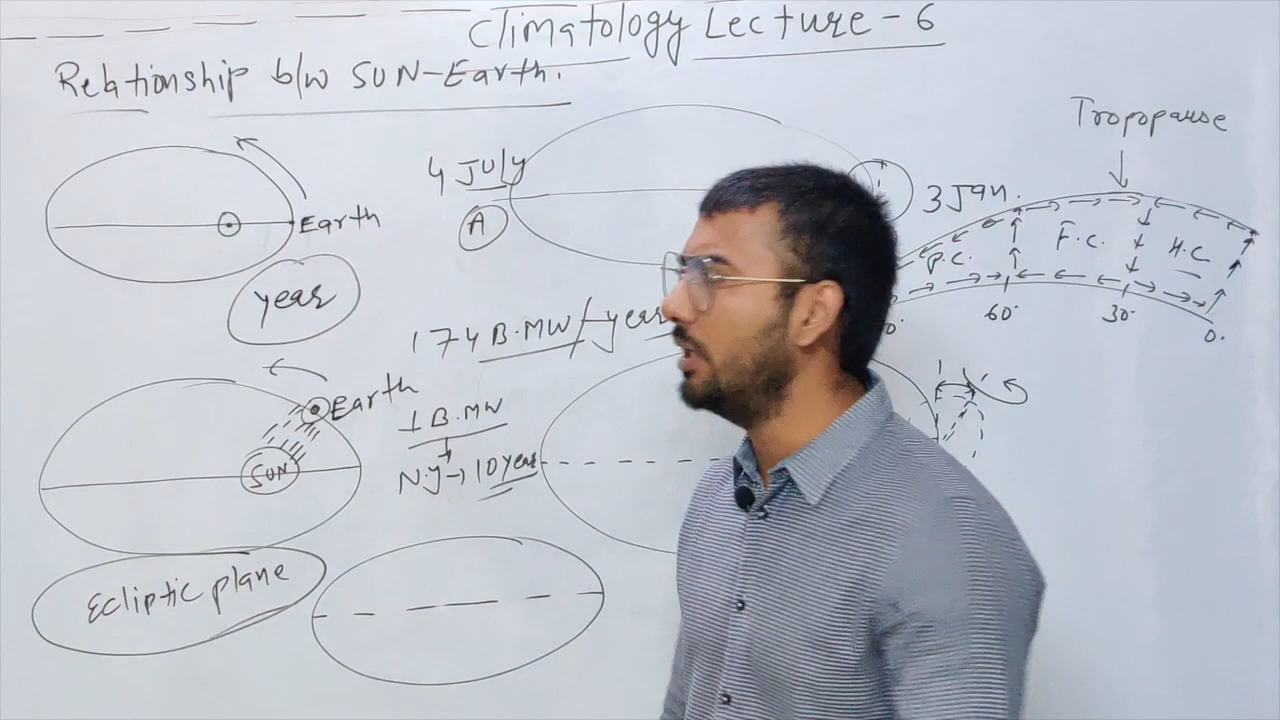 Climatology Lecture - 6
Relationship b/w SUN-Earth.
Earth
year
4 July
A
3 Jan.
Tropopause
P.C.
F.C.
H.C
60°
30°
0°
174 B.MW/year
Earth
SUN
1 B.MW
N.Y → 10 year
Ecliptic plane